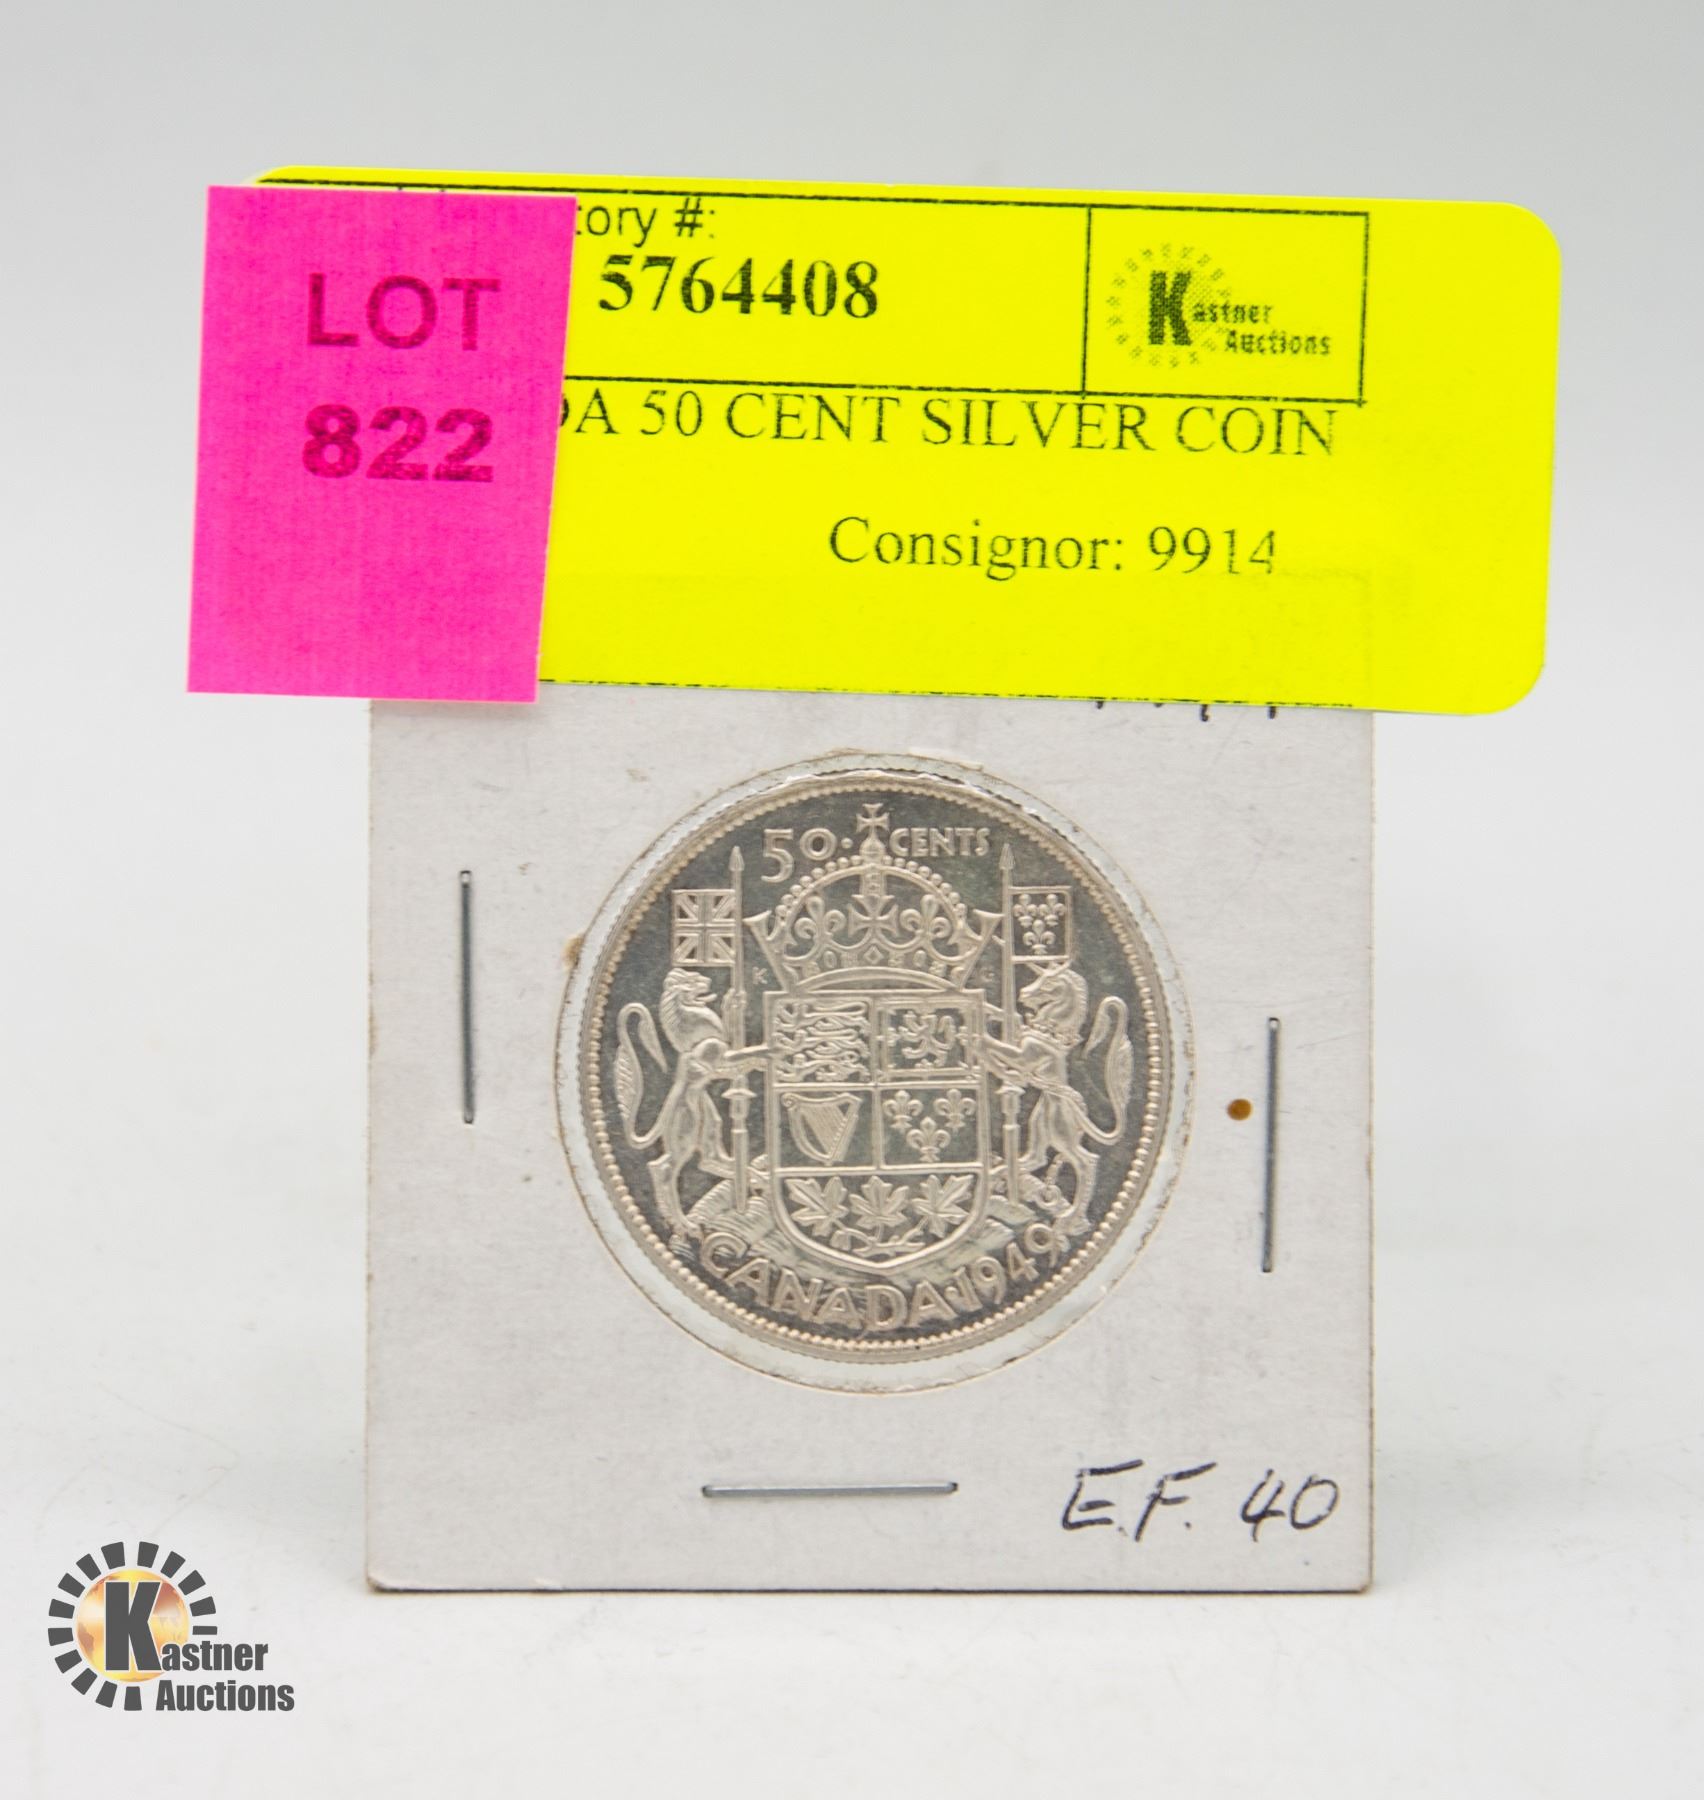 tory #:
LOT
5764408
Kastner
Auctions
822
DA 50 CENT SILVER COIN
Consignor: 9914
50 · CENTS
K G
CANADA · 1949
E.F. 40
Kastner
Auctions